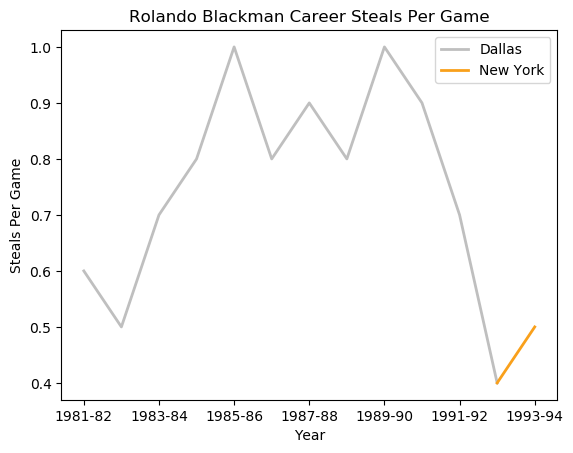 Rolando Blackman Career Steals Per Game
Dallas
New York
1.0
0.9
0.8
0.7
0.6
0.5
0.4
Steals Per Game
1981-82 1983-84 1985-86 1987-88 1989-90 1991-92 1993-94
Year